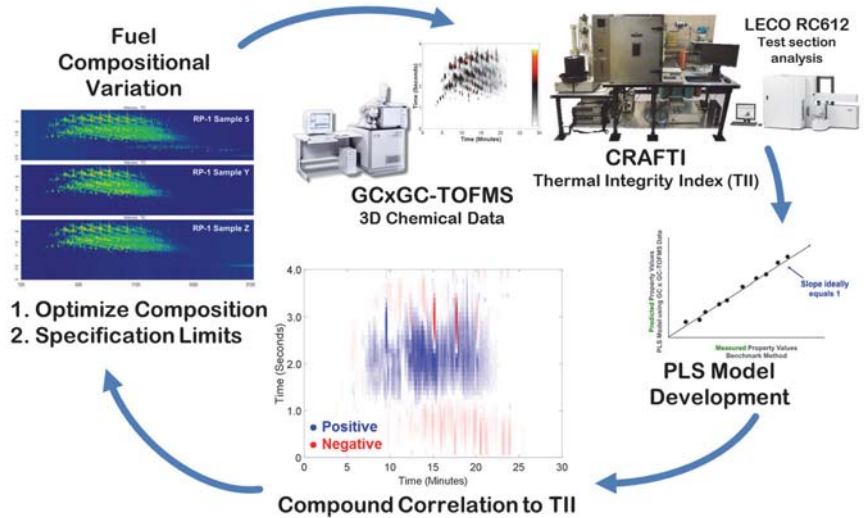 Fuel
Compositional
Variation
RP-1 Sample 5
RP-1 Sample Y
RP-1 Sample Z
1. Optimize Composition
2. Specification Limits
Time (Seconds)
Time (Minutes)
GCxGC-TOFMS
3D Chemical Data
LECO RC612
Test section
analysis
CRAFTI
Thermal Integrity Index (TII)
Predicted Property Values
PLS Model using GC x GC-TOFMS Data
Slope ideally
equals 1
Measured Property Values
Benchmark Method
PLS Model
Development
4.0
3.0
2.0
1.0
0
Time (Seconds)
Positive
Negative
0 5 10 15 20 25 30
Time (Minutes)
Compound Correlation to TII